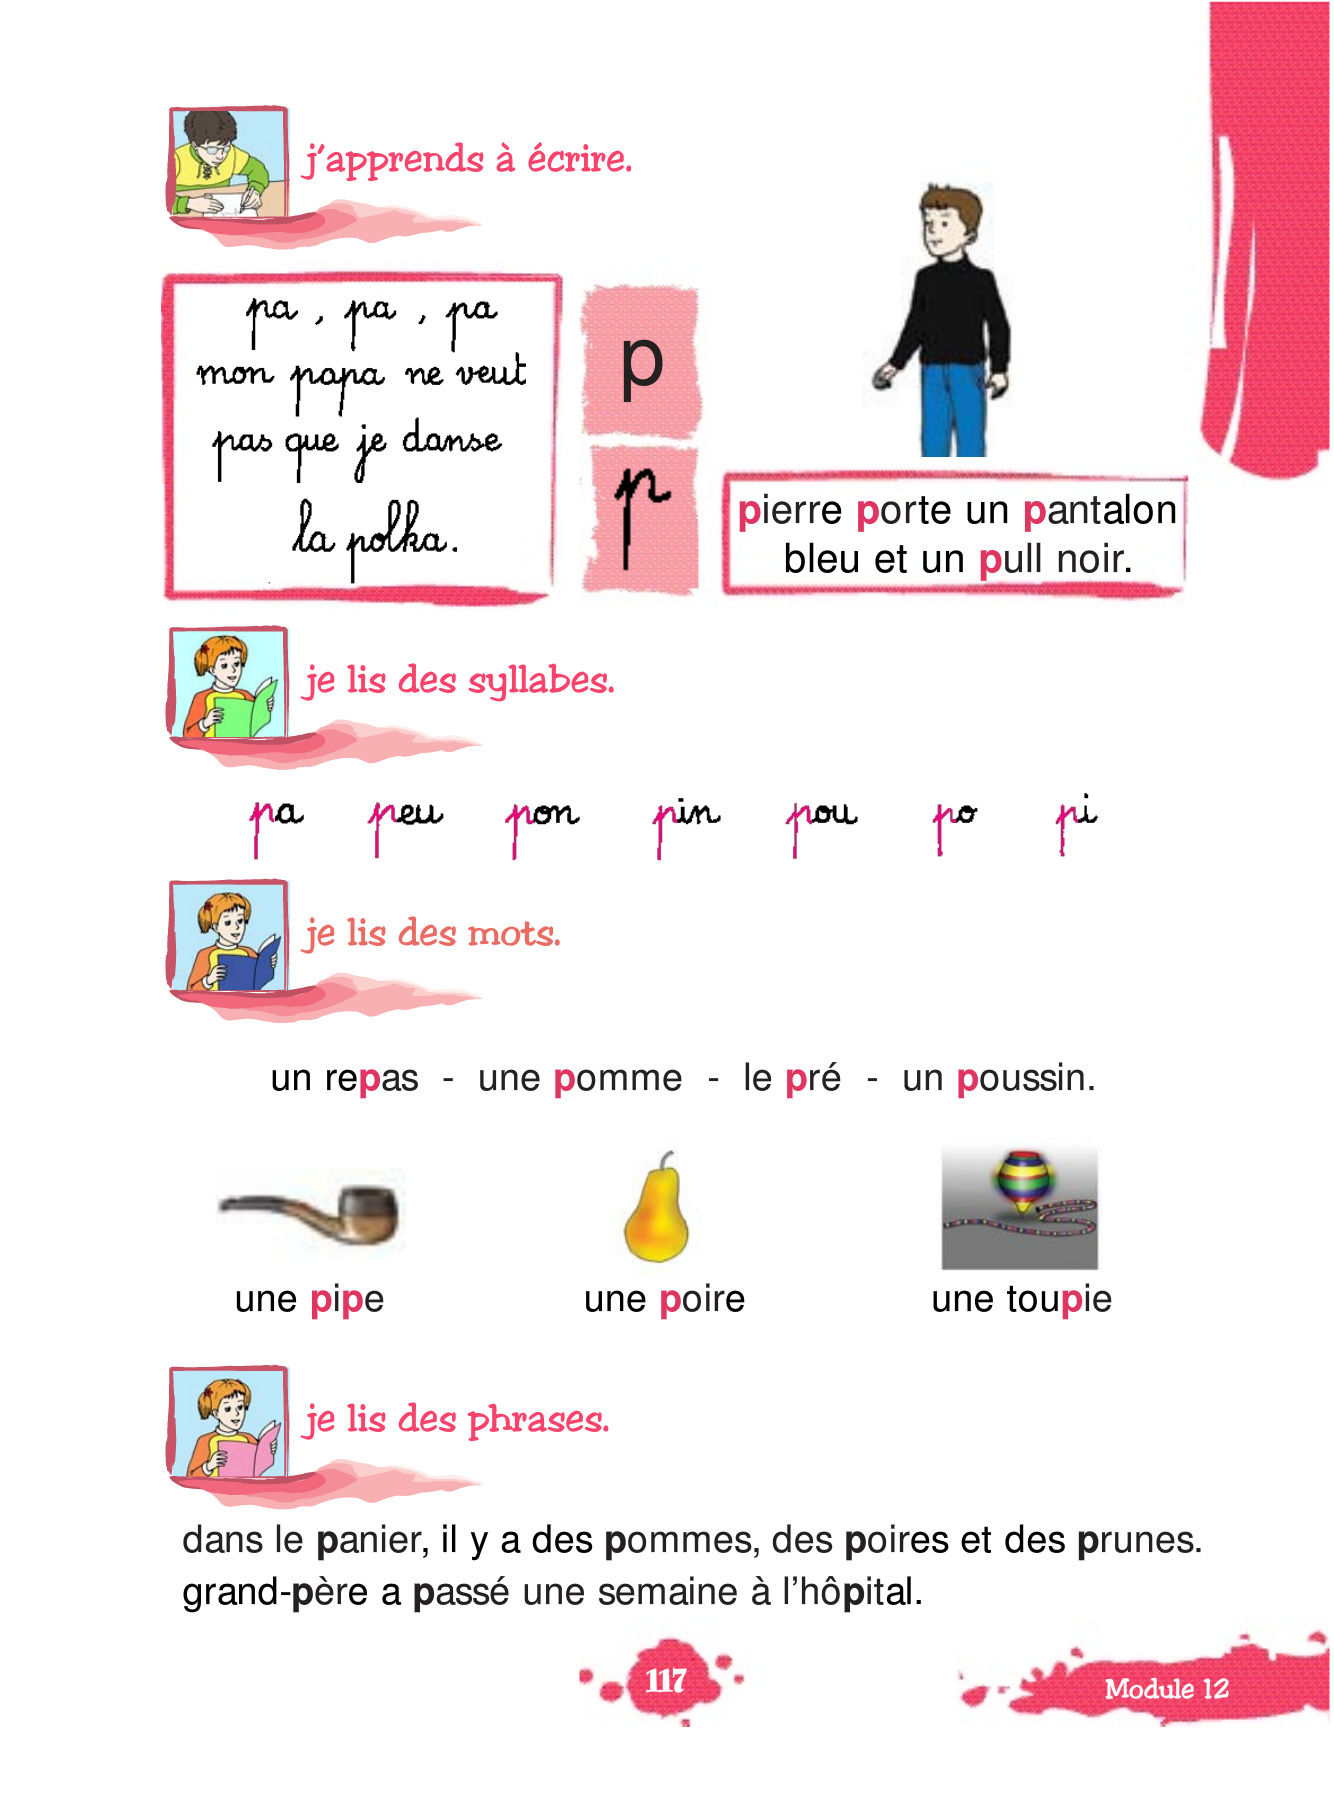 j'apprends à écrire.
pa , pa , pa
mon papa ne veut
pas que je danse
la polka.
p
p
pierre porte un pantalon
bleu et un pull noir.
je lis des syllabes.
pa peu pon pin pou po pi
je lis des mots.
un repas - une pomme - le pré - un poussin.
une pipe une poire une toupie
je lis des phrases.
dans le panier, il y a des pommes, des poires et des prunes.
grand-père a passé une semaine à l'hôpital.
117
Module 12